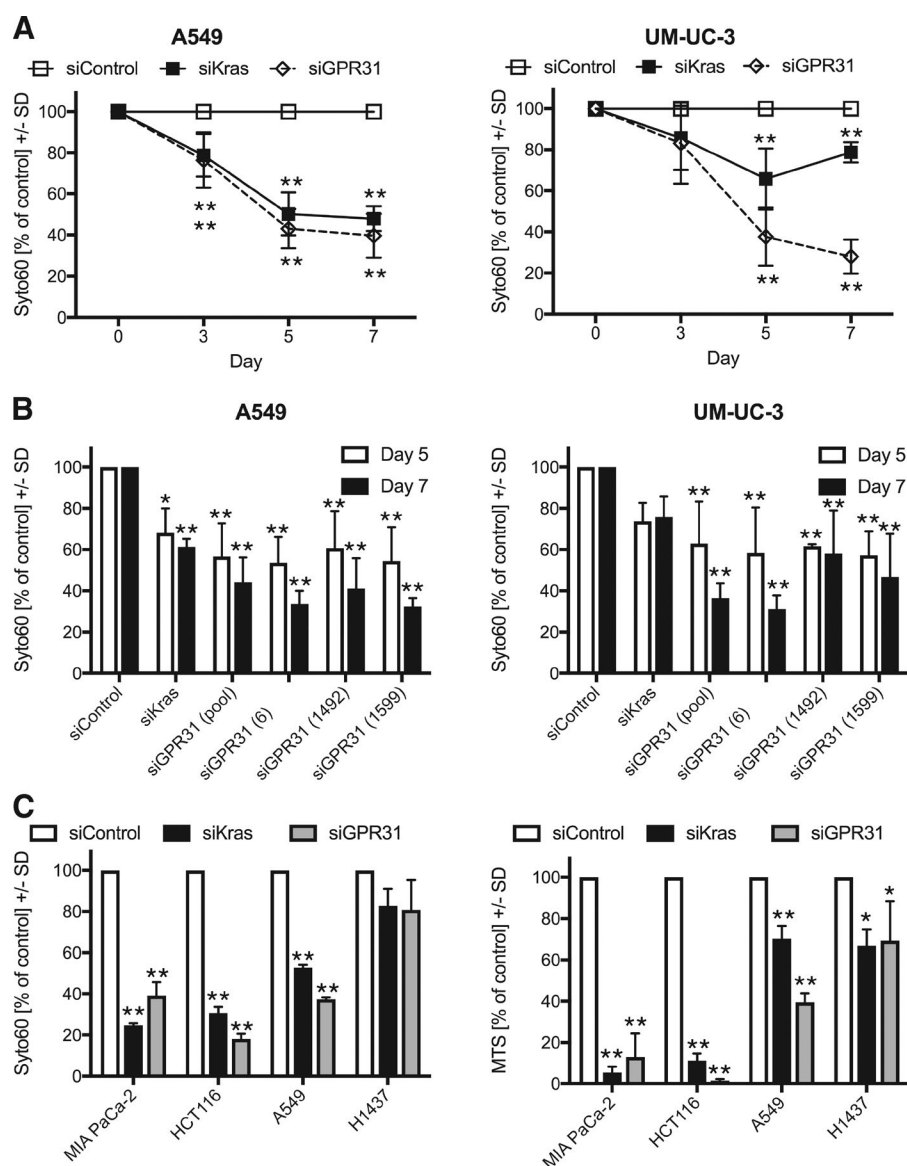 A
A549
siControl siKras siGPR31
Syto60 [% of control] +/- SD
100
80
60
40
20
0
** ** **
** ** **
0 3 5 7
Day
UM-UC-3
siControl siKras siGPR31
Syto60 [% of control] +/- SD
100
80
60
40
20
0
** **
** **
0 3 5 7
Day
B
A549
Day 5
Day 7
Syto60 [% of control] +/- SD
100
80
60
40
20
0
* ** ** ** ** ** ** ** ** **
siControl
siKras
siGPR31 (pool)
siGPR31 (6)
siGPR31 (1492)
siGPR31 (1599)
UM-UC-3
Day 5
Day 7
Syto60 [% of control] +/- SD
100
80
60
40
20
0
** ** ** ** ** ** ** **
siControl
siKras
siGPR31 (pool)
siGPR31 (6)
siGPR31 (1492)
siGPR31 (1599)
C
siControl siKras siGPR31
Syto60 [% of control] +/- SD
100
80
60
40
20
0
** ** ** ** ** **
MIA PaCa-2
HCT116
A549
H1437
siControl siKras siGPR31
MTS [% of control] +/- SD
100
80
60
40
20
0
** ** ** ** ** ** * *
MIA PaCa-2
HCT116
A549
H1437